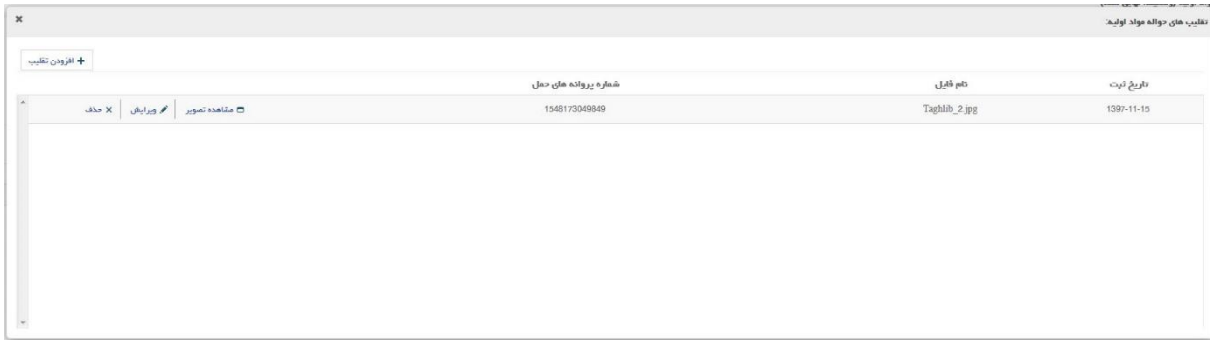 تقلیب های حواله مواد اولیه:
افزودن تقلیب
تاریخ ثبت نام فایل شماره پروانه های حمل
1397-11-15 Taghlib_2.jpg 1548173049849 مشاهده تصویر ویرایش حذف